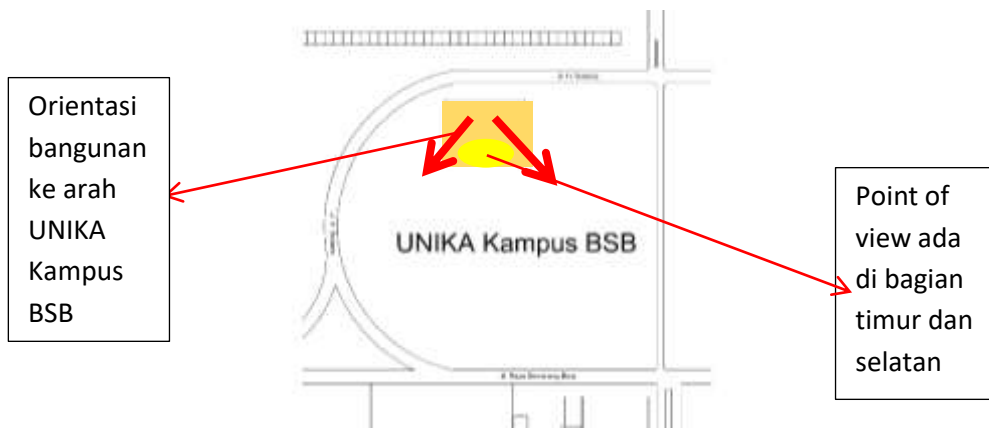 Orientasi
bangunan
ke arah
UNIKA
Kampus
BSB
UNIKA Kampus BSB
Point of
view ada
di bagian
timur dan
selatan